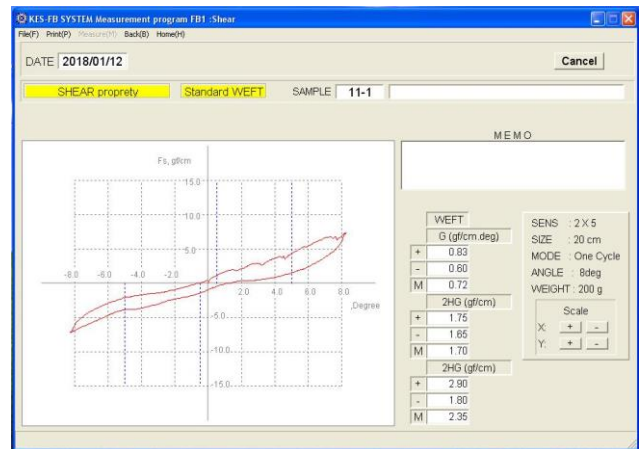 KES-FB SYSTEM Measurement program FB1 :Shear
File(F) Print(P) Measure(M) Back(B) Home(H)
DATE 2018/01/12 Cancel
SHEAR proprety Standard WEFT SAMPLE 11-1
MEMO
Fs, gf/cm
15.0
10.0
5.0
-8.0 -4.0 -2.0
2.0 4.0 6.0 8.0
,Degree
-5.0
-10.0
-15.0
WEFT
G (gf/cm.deg)
+ 0.83
- 0.60
M 0.72
2HG (gf/cm)
+ 1.75
- 1.65
M 1.70
2HG (gf/cm)
+ 2.90
- 1.80
M 2.35
SENS : 2 X 5
SIZE : 20 cm
MODE : One Cycle
ANGLE : 8deg
WEIGHT : 200 g
Scale
X: + -
Y: + -